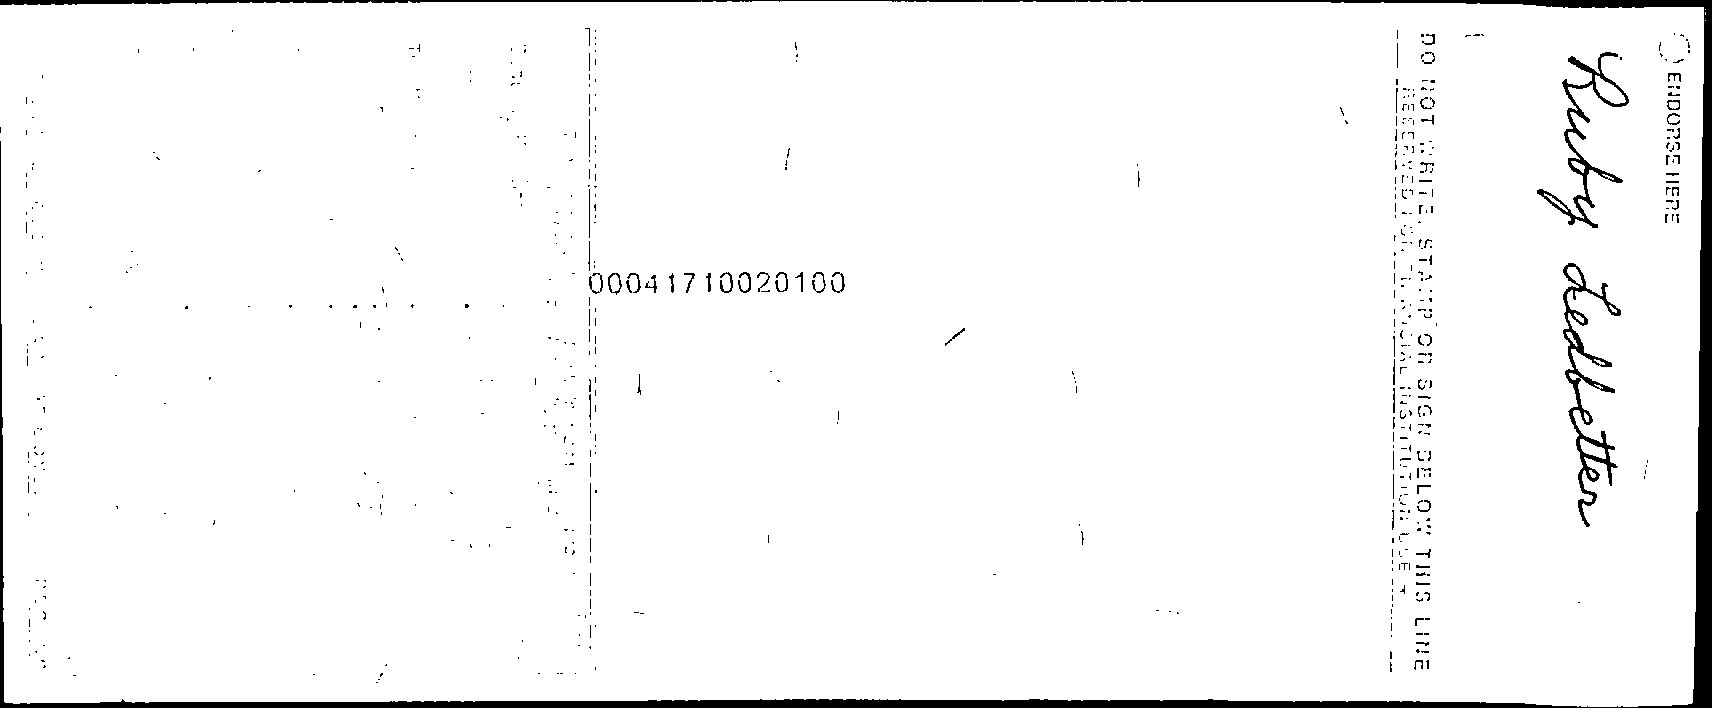 ENDORSE HERE
Ruby Ledbetter
DO NOT WRITE, STAMP OR SIGN BELOW THIS LINE
RESERVED FOR FINANCIAL INSTITUTION USE *
00041710020100